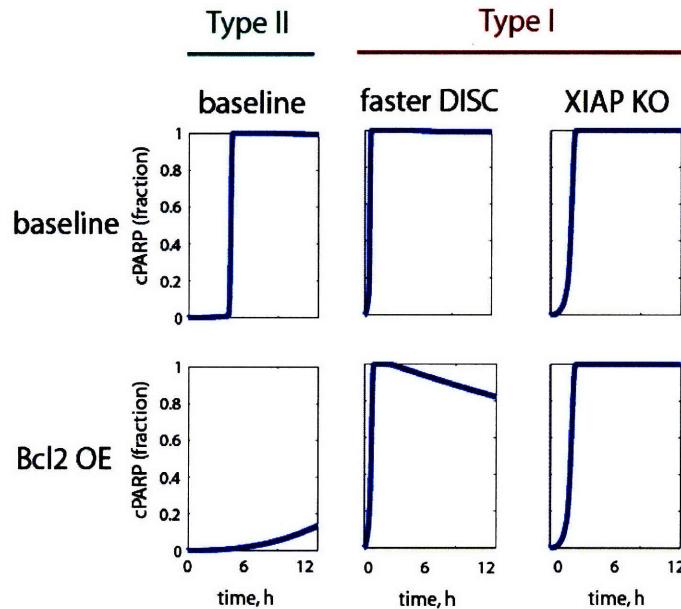 Type II Type I
baseline faster DISC XIAP KO
baseline
cPARP (fraction)
1
0.8
0.6
0.4
0.2
0
Bcl2 OE
cPARP (fraction)
1
0.8
0.6
0.4
0.2
0
0 6 12 0 6 12 0 6 12
time, h time, h time, h